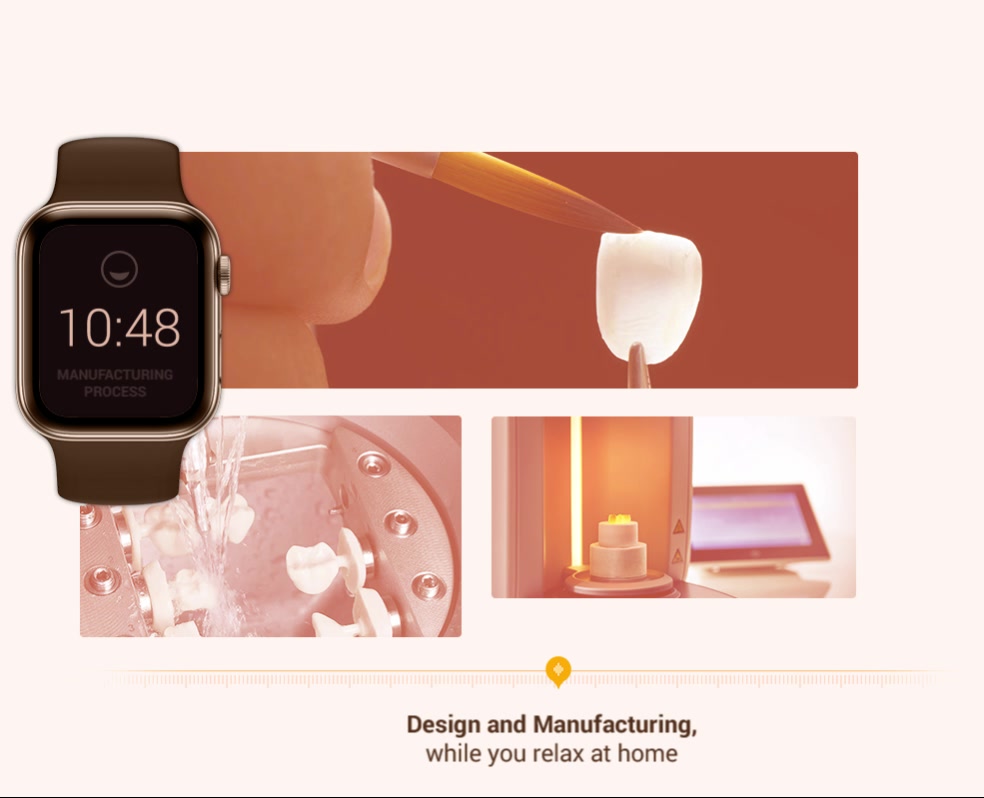 10:48
MANUFACTURING
PROCESS
Design and Manufacturing,
while you relax at home